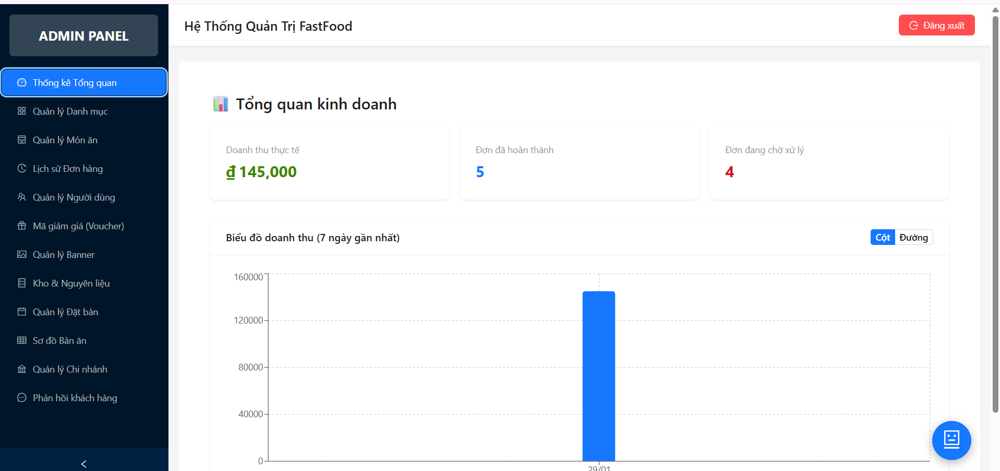 ADMIN PANEL
Thống kê Tổng quan
Quản lý Danh mục
Quản lý Món ăn
Lịch sử Đơn hàng
Quản lý Người dùng
Mã giảm giá (Voucher)
Quản lý Banner
Kho & Nguyên liệu
Quản lý Đặt bàn
Sơ đồ Bàn ăn
Quản lý Chi nhánh
Phản hồi khách hàng
Hệ Thống Quản Trị FastFood
Đăng xuất
Tổng quan kinh doanh
Doanh thu thực tế
₫ 145,000
Đơn đã hoàn thành
5
Đơn đang chờ xử lý
4
Biểu đồ doanh thu (7 ngày gần nhất)
Cột
Đường
160000
120000
80000
40000
0
29/01